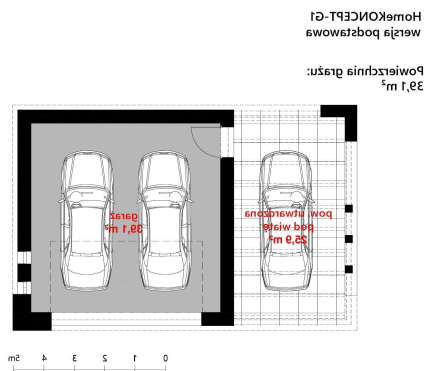 HomeKONCEPT-G1
wersja podstawowa
Powierzchnia grażu:
39,1 m²
garaż
39,1 m²
pow. utwardzona
pod wiatę
25,9 m²
5m 4 3 2 1 0